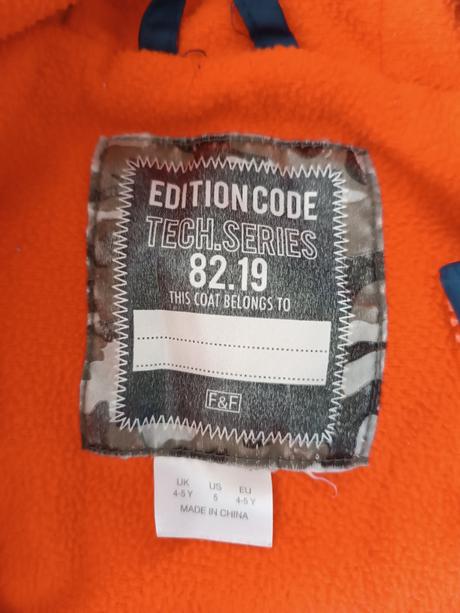 EDITION CODE
TECH.SERIES
82.19
THIS COAT BELONGS TO
F&F
UK US EU
4-5 Y 5 4-5 Y
MADE IN CHINA